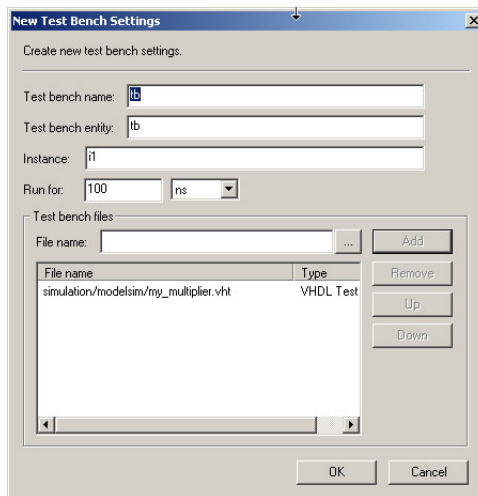 New Test Bench Settings
Create new test bench settings.
Test bench name: tb
Test bench entity: tb
Instance: i1
Run for: 100 ns
Test bench files
File name: ... Add
File name Type Remove
simulation/modelsim/my_multiplier.vht VHDL Test
Up
Down
OK Cancel